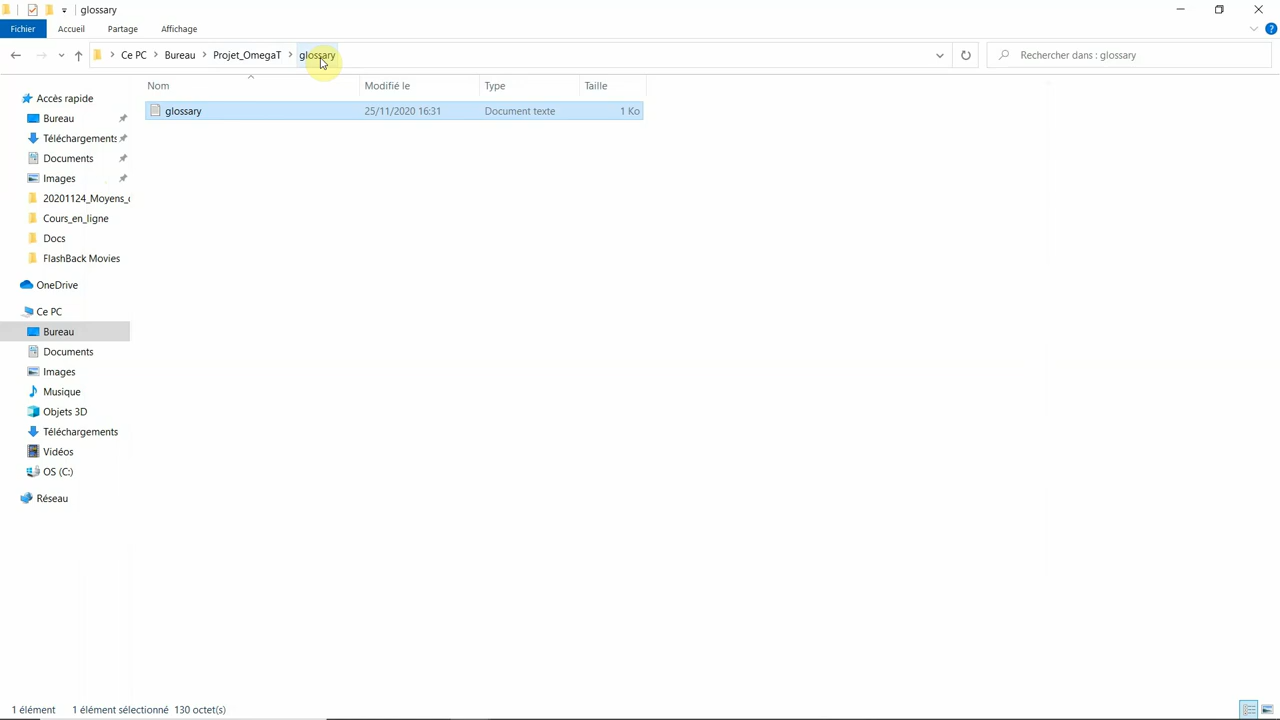 glossary
Fichier Accueil Partage Affichage
Ce PC Bureau Projet_OmegaT glossary Rechercher dans : glossary
Nom Modifié le Type Taille
glossary 25/11/2020 16:31 Document texte 1 Ko
Accès rapide
Bureau
Téléchargements
Documents
Images
20201124_Moyens_
Cours_en_ligne
Docs
FlashBack Movies
OneDrive
Ce PC
Bureau
Documents
Images
Musique
Objets 3D
Téléchargements
Vidéos
OS (C:)
Réseau
1 élément 1 élément sélectionné 130 octet(s)